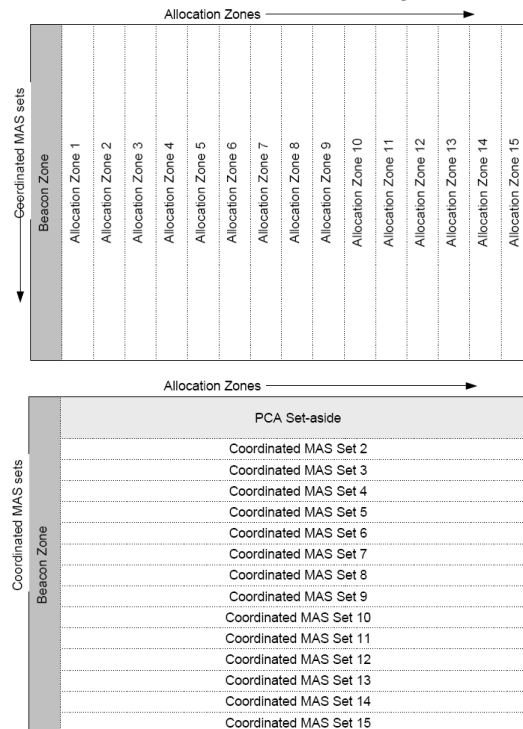 Allocation Zones
Coordinated MAS sets
Beacon Zone
Allocation Zone 1
Allocation Zone 2
Allocation Zone 3
Allocation Zone 4
Allocation Zone 5
Allocation Zone 6
Allocation Zone 7
Allocation Zone 8
Allocation Zone 9
Allocation Zone 10
Allocation Zone 11
Allocation Zone 12
Allocation Zone 13
Allocation Zone 14
Allocation Zone 15
Allocation Zones
Coordinated MAS sets
Beacon Zone
PCA Set-aside
Coordinated MAS Set 2
Coordinated MAS Set 3
Coordinated MAS Set 4
Coordinated MAS Set 5
Coordinated MAS Set 6
Coordinated MAS Set 7
Coordinated MAS Set 8
Coordinated MAS Set 9
Coordinated MAS Set 10
Coordinated MAS Set 11
Coordinated MAS Set 12
Coordinated MAS Set 13
Coordinated MAS Set 14
Coordinated MAS Set 15